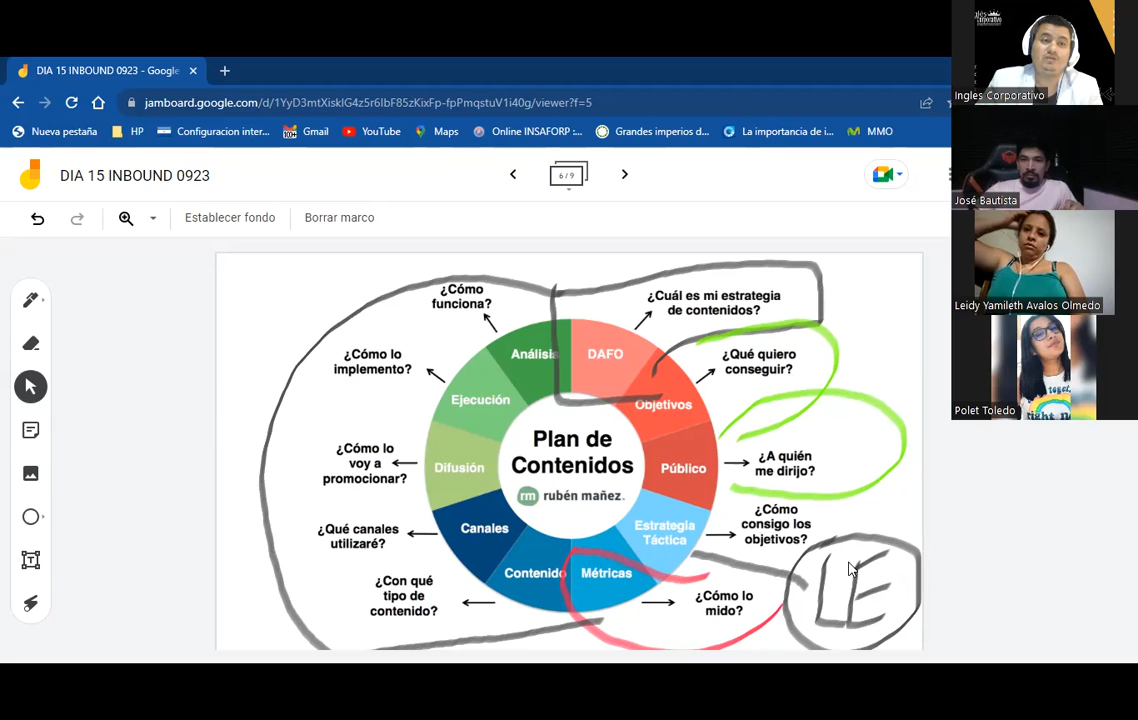 DIA 15 INBOUND 0923 - Google
jamboard.google.com/d/1YyD3mtXisklG4z5r6IbF85zKixFp-fpPmqstuV1i40g/viewer?f=5
Nueva pestaña
HP
Configuracion inter...
Gmail
YouTube
Maps
Online INSAFORP :...
Grandes imperios d...
La importancia de i...
MMO
DIA 15 INBOUND 0923
6 / 9
Establecer fondo
Borrar marco
¿Cómo
funciona?
¿Cuál es mi estrategia
de contenidos?
¿Cómo lo
implemento?
Análisis
DAFO
¿Qué quiero
conseguir?
Ejecución
Objetivos
Plan de
Contenidos
rm rubén mañez.
¿Cómo lo
voy a
promocionar?
Difusión
Público
¿A quién
me dirijo?
¿Qué canales
utilizaré?
Canales
Estrategia
Táctica
¿Cómo
consigo los
objetivos?
Contenido
Métricas
¿Con qué
tipo de
contenido?
¿Cómo lo
mido?
LE
Ingles Corporativo
José Bautista
Leidy Yamileth Avalos Olmedo
Polet Toledo